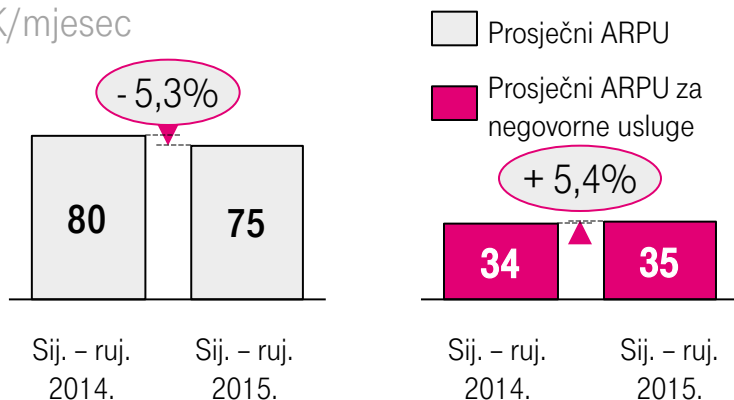 K/mjesec
Prosječni ARPU
Prosječni ARPU za
negovorne usluge
- 5,3%
80
75
Sij. – ruj.
2014.
Sij. – ruj.
2015.
+ 5,4%
34
35
Sij. – ruj.
2014.
Sij. – ruj.
2015.